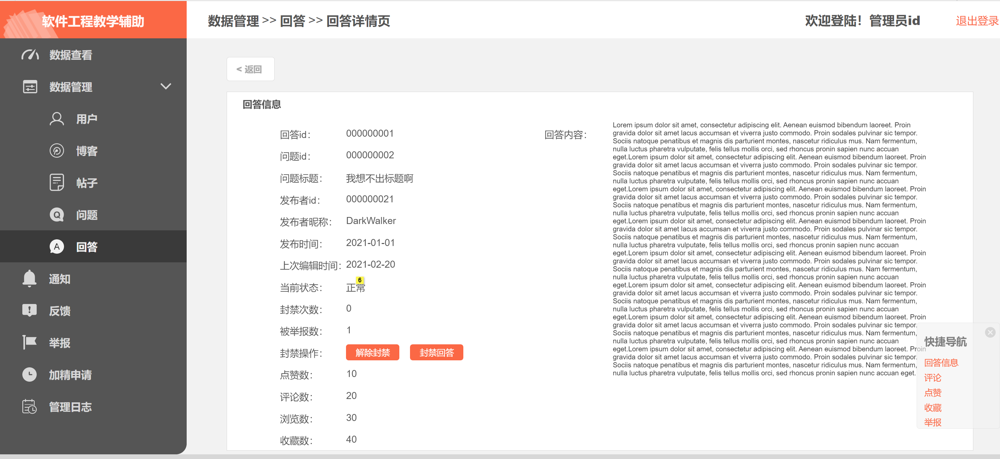 软件工程教学辅助
数据管理 >> 回答 >> 回答详情页
欢迎登陆！管理员id
退出登录
数据查看
数据管理
用户
博客
帖子
Q
问题
A
回答
通知
反馈
举报
加精申请
管理日志
< 返回
回答信息
回答id： 000000001
问题id： 000000002
问题标题： 我想不出标题啊
发布者id： 000000021
发布者昵称： DarkWalker
发布时间： 2021-01-01
上次编辑时间： 2021-02-20
6
当前状态： 正常
封禁次数： 0
被举报数： 1
封禁操作： 解除封禁 封禁回答
点赞数： 10
评论数： 20
浏览数： 30
收藏数： 40
回答内容：
Lorem ipsum dolor sit amet, consectetur adipiscing elit. Aenean euismod bibendum laoreet. Proin
gravida dolor sit amet lacus accumsan et viverra justo commodo. Proin sodales pulvinar sic tempor.
Sociis natoque penatibus et magnis dis parturient montes, nascetur ridiculus mus. Nam fermentum,
nulla luctus pharetra vulputate, felis tellus mollis orci, sed rhoncus pronin sapien nunc accuan
eget.Lorem ipsum dolor sit amet, consectetur adipiscing elit. Aenean euismod bibendum laoreet. Proin
gravida dolor sit amet lacus accumsan et viverra justo commodo. Proin sodales pulvinar sic tempor.
Sociis natoque penatibus et magnis dis parturient montes, nascetur ridiculus mus. Nam fermentum,
nulla luctus pharetra vulputate, felis tellus mollis orci, sed rhoncus pronin sapien nunc accuan
eget.Lorem ipsum dolor sit amet, consectetur adipiscing elit. Aenean euismod bibendum laoreet. Proin
gravida dolor sit amet lacus accumsan et viverra justo commodo. Proin sodales pulvinar sic tempor.
Sociis natoque penatibus et magnis dis parturient montes, nascetur ridiculus mus. Nam fermentum,
nulla luctus pharetra vulputate, felis tellus mollis orci, sed rhoncus pronin sapien nunc accuan
eget.Lorem ipsum dolor sit amet, consectetur adipiscing elit. Aenean euismod bibendum laoreet. Proin
gravida dolor sit amet lacus accumsan et viverra justo commodo. Proin sodales pulvinar sic tempor.
Sociis natoque penatibus et magnis dis parturient montes, nascetur ridiculus mus. Nam fermentum,
nulla luctus pharetra vulputate, felis tellus mollis orci, sed rhoncus pronin sapien nunc accuan
eget.Lorem ipsum dolor sit amet, consectetur adipiscing elit. Aenean euismod bibendum laoreet. Proin
gravida dolor sit amet lacus accumsan et viverra justo commodo. Proin sodales pulvinar sic tempor.
Sociis natoque penatibus et magnis dis parturient montes, nascetur ridiculus mus. Nam fermentum,
nulla luctus pharetra vulputate, felis tellus mollis orci, sed rhoncus pronin sapien nunc accuan
eget.Lorem ipsum dolor sit amet, consectetur adipiscing elit. Aenean euismod bibendum laoreet. Proin
gravida dolor sit amet lacus accumsan et viverra justo commodo. Proin sodales pulvinar sic tempor.
Sociis natoque penatibus et magnis dis parturient montes, nascetur ridiculus mus. Nam fermentum,
nulla luctus pharetra vulputate, felis tellus mollis orci, sed rhoncus pronin sapien nunc accuan
eget.Lorem ipsum dolor sit amet, consectetur adipiscing elit. Aenean euismod bibendum laoreet. Proin
gravida dolor sit amet lacus accumsan et viverra justo commodo. Proin sodales pulvinar sic tempor.
Sociis natoque penatibus et magnis dis parturient montes, nascetur ridiculus mus. Nam fermentum,
nulla luctus pharetra vulputate, felis tellus mollis orci, sed rhoncus pronin sapien nunc accuan
eget.Lorem ipsum dolor sit amet, consectetur adipiscing elit. Aenean euismod bibendum laoreet. Proin
gravida dolor sit amet lacus accumsan et viverra justo commodo. Proin sodales pulvinar sic tempor.
Sociis natoque penatibus et magnis dis parturient montes, nascetur ridiculus mus. Nam fermentum,
nulla luctus pharetra vulputate, felis tellus mollis orci, sed rhoncus pronin sapien nunc accuan eget.
快捷导航
回答信息
评论
点赞
收藏
举报